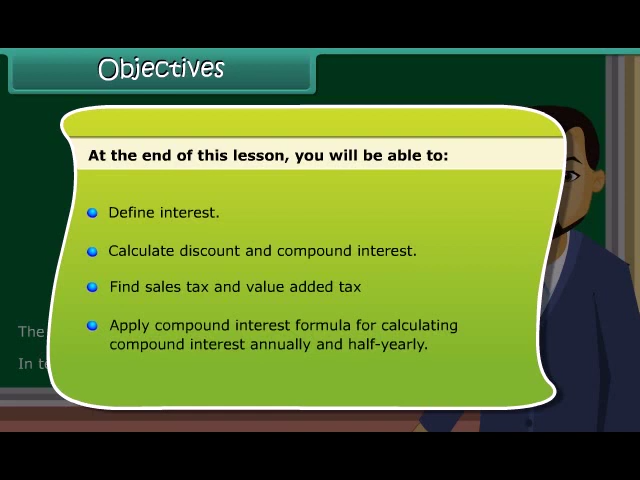 Objectives
At the end of this lesson, you will be able to:
Define interest.
Calculate discount and compound interest.
Find sales tax and value added tax
Apply compound interest formula for calculating
compound interest annually and half-yearly.
The
In